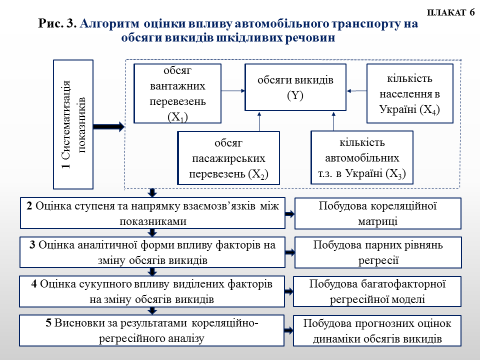 ПЛАКАТ 6
Рис. 3. Алгоритм оцінки впливу автомобільного транспорту на
обсяги викидів шкідливих речовин
1 Систематизація
показників
обсяг
вантажних
перевезень
(X₁)
обсяги викидів
(Y)
кількість
населення в
Україні (X₄)
обсяг
пасажирських
перевезень (X₂)
кількість
автомобільних
т.з. в Україні (X₃)
2 Оцінка ступеня та напрямку взаємозв’язків між
показниками
Побудова кореляційної
матриці
3 Оцінка аналітичної форми впливу факторів на
зміну обсягів викидів
Побудова парних рівнянь
регресії
4 Оцінка сукупного впливу виділених факторів
на зміну обсягів викидів
Побудова багатофакторної
регресійної моделі
5 Висновки за результатами кореляційно-
регресійного аналізу
Побудова прогнозних оцінок
динаміки обсягів викидів